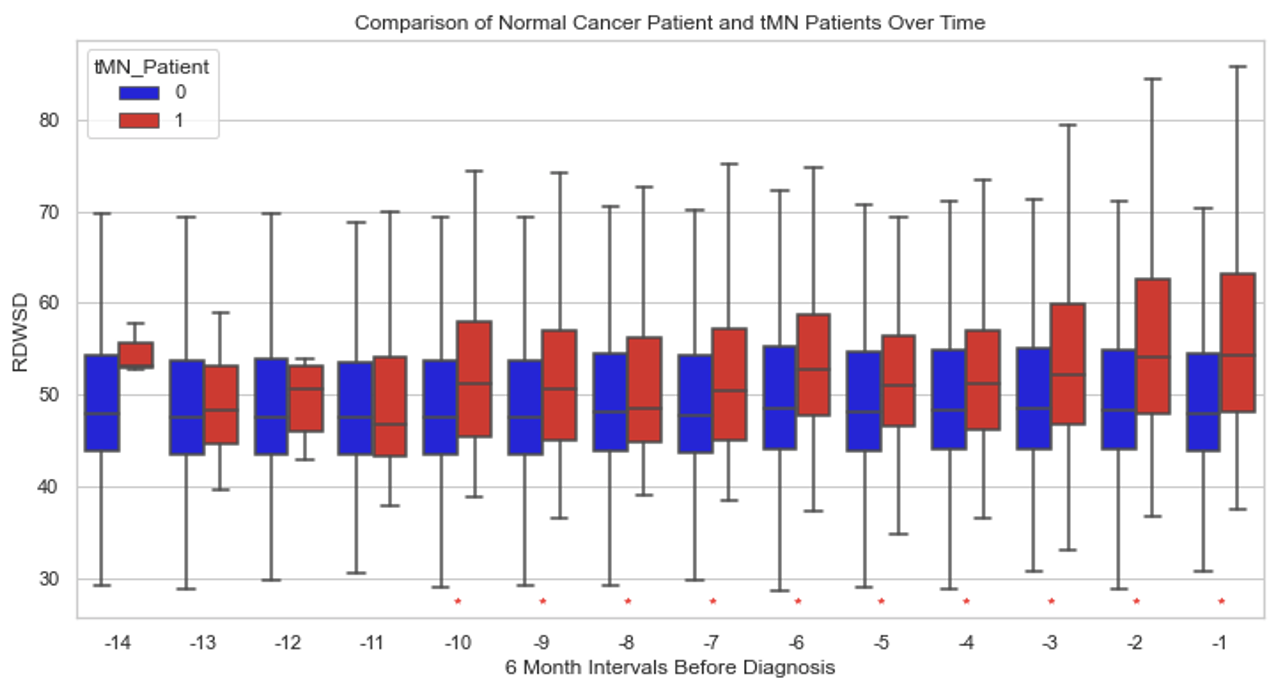 Comparison of Normal Cancer Patient and tMN Patients Over Time
tMN_Patient
0
1
RDWSD
80
70
60
50
40
30
* * * * * * * * * *
-14 -13 -12 -11 -10 -9 -8 -7 -6 -5 -4 -3 -2 -1
6 Month Intervals Before Diagnosis